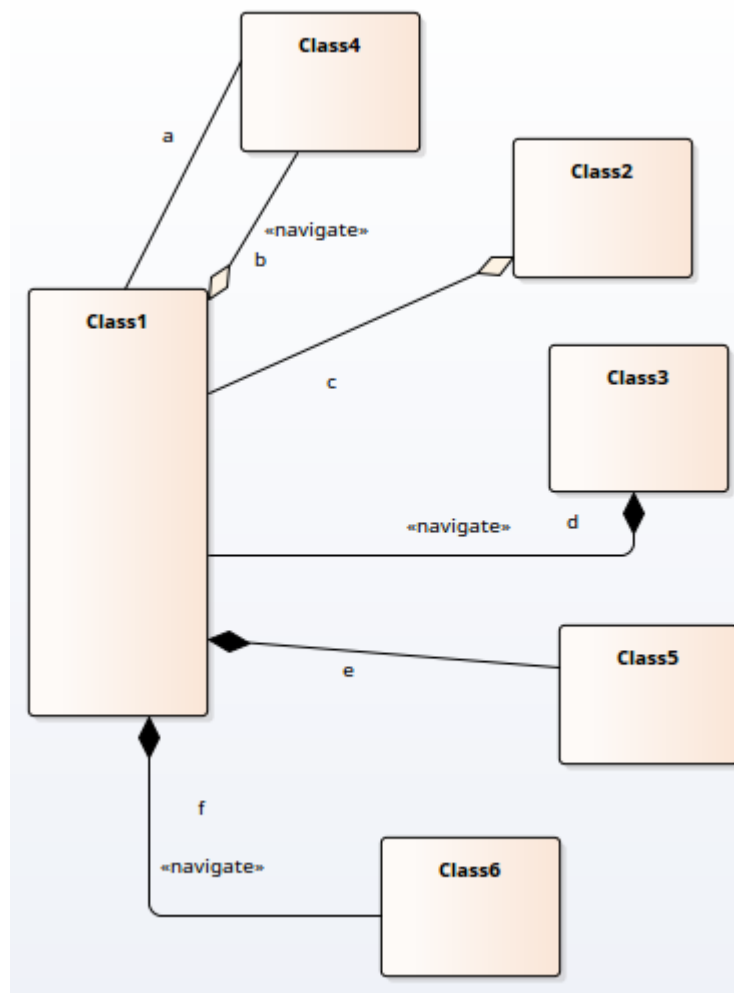 Class4
a
Class2
«navigate»
b
Class1
Class3
c
«navigate»
d
Class5
e
f
«navigate»
Class6